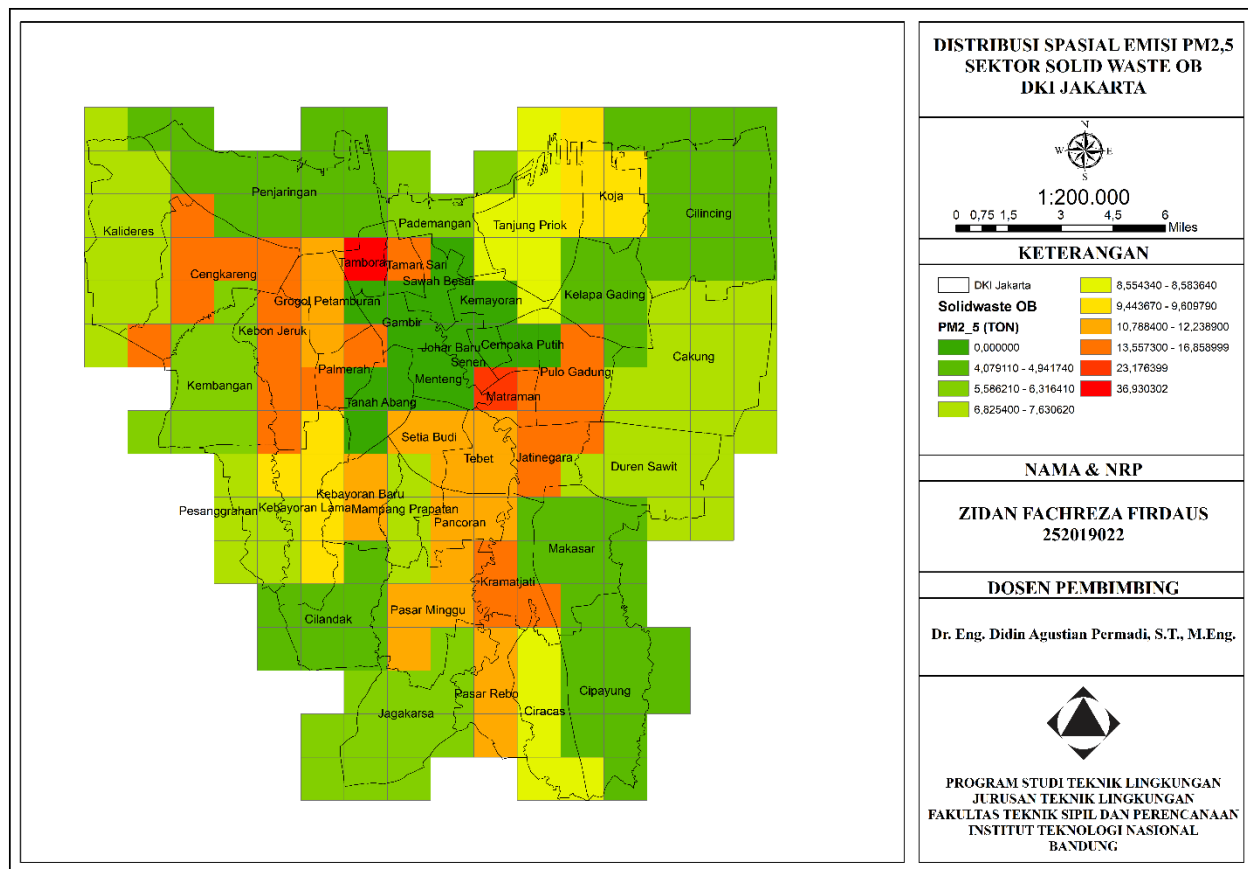 Penjaringan
Koja
Cilincing
Pademangan
Tanjung Priok
Kalideres
Tambora
Taman Sari
Cengkareng
Sawah Besar
Grogol Petamburan
Kemayoran
Kelapa Gading
Gambir
Kebon Jeruk
Johar Baru
Cempaka Putih
Senen
Cakung
Palmerah
Pulo Gadung
Kembangan
Menteng
Matraman
Tanah Abang
Setia Budi
Tebet
Jatinegara
Duren Sawit
Kebayoran Baru
Pesanggrahan
Kebayoran Lama
Mampang Prapatan
Pancoran
Makasar
Kramatjati
Pasar Minggu
Cilandak
Pasar Rebo
Cipayung
Jagakarsa
Ciracas
DISTRIBUSI SPASIAL EMISI PM2,5
SEKTOR SOLID WASTE OB
DKI JAKARTA
N
W E
S
1:200.000
0 0,75 1,5 3 4,5 6
Miles
KETERANGAN
DKI Jakarta
Solidwaste OB
PM2_5 (TON)
0,000000
4,079110 - 4,941740
5,586210 - 6,316410
6,825400 - 7,630620
8,554340 - 8,583640
9,443670 - 9,609790
10,788400 - 12,238900
13,557300 - 16,858999
23,176399
36,930302
NAMA & NRP
ZIDAN FACHREZA FIRDAUS
252019022
DOSEN PEMBIMBING
Dr. Eng. Didin Agustian Permadi, S.T., M.Eng.
PROGRAM STUDI TEKNIK LINGKUNGAN
JURUSAN TEKNIK LINGKUNGAN
FAKULTAS TEKNIK SIPIL DAN PERENCANAAN
INSTITUT TEKNOLOGI NASIONAL
BANDUNG